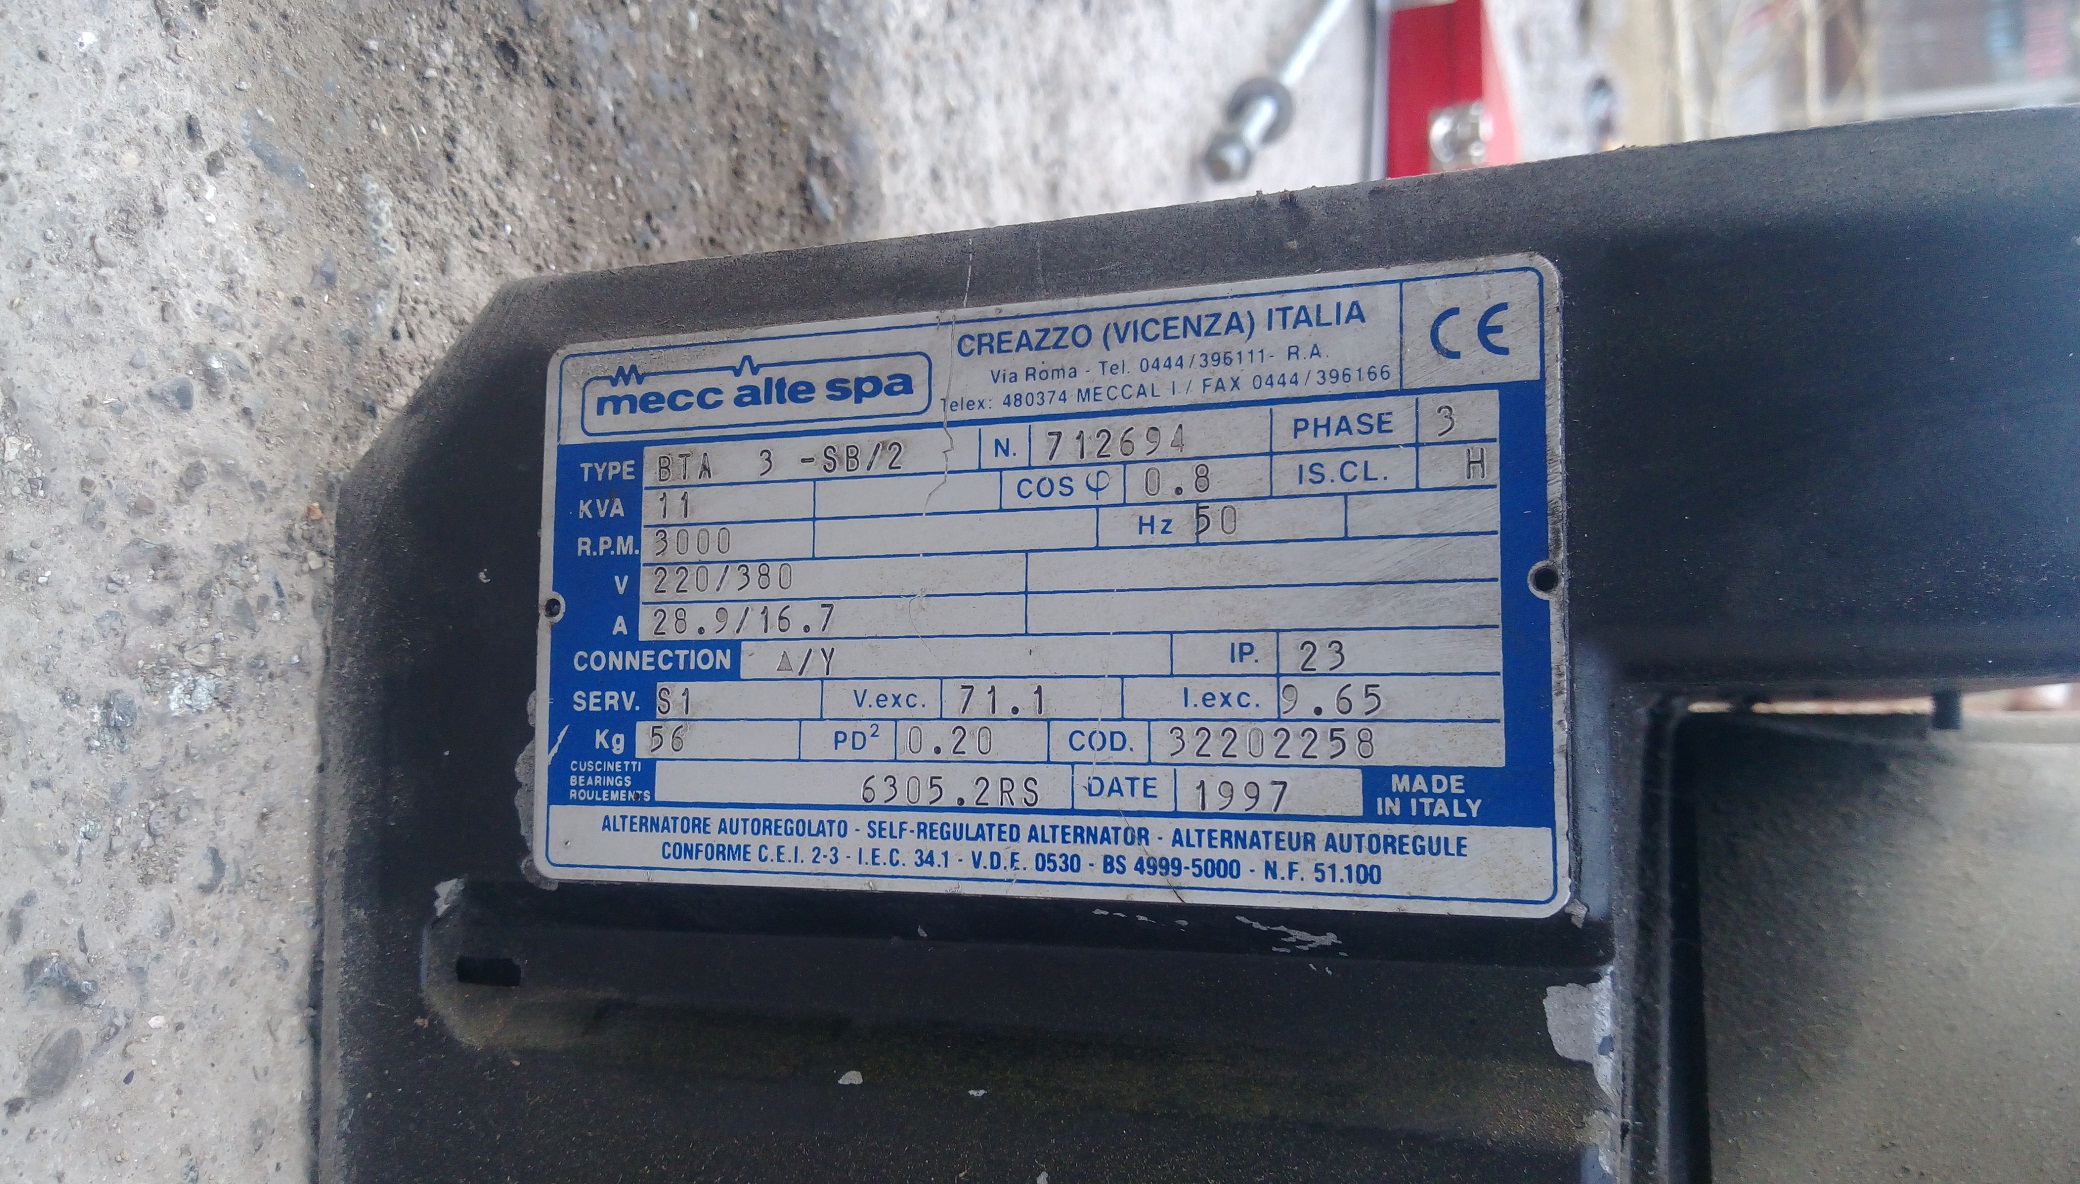 mecc alte spa
CREAZZO (VICENZA) ITALIA
Via Roma - Tel. 0444/396111- R.A.
Telex: 480374 MECCAL I / FAX 0444/396166
CE
TYPE BTA 3 -SB/2 N. 712694 PHASE 3
KVA 11 COS φ 0.8 IS.CL. H
R.P.M. 3000 Hz 50
V 220/380
A 28.9/16.7
CONNECTION Δ/Y IP. 23
SERV. S1 V.exc. 71.1 I.exc. 9.65
Kg 56 PD² 0.20 COD. 32202258
CUSCINETTI
BEARINGS
ROULEMENTS 6305.2RS DATE 1997 MADE
IN ITALY
ALTERNATORE AUTOREGOLATO - SELF-REGULATED ALTERNATOR - ALTERNATEUR AUTOREGULE
CONFORME C.E.I. 2-3 - I.E.C. 34.1 - V.D.E. 0530 - BS 4999-5000 - N.F. 51.100